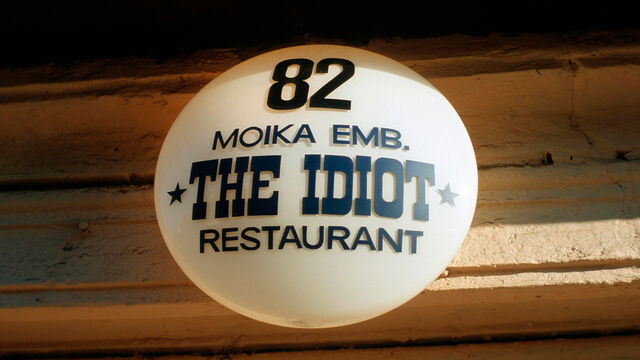 82
MOIKA EMB.
★THE IDIOT★
RESTAURANT